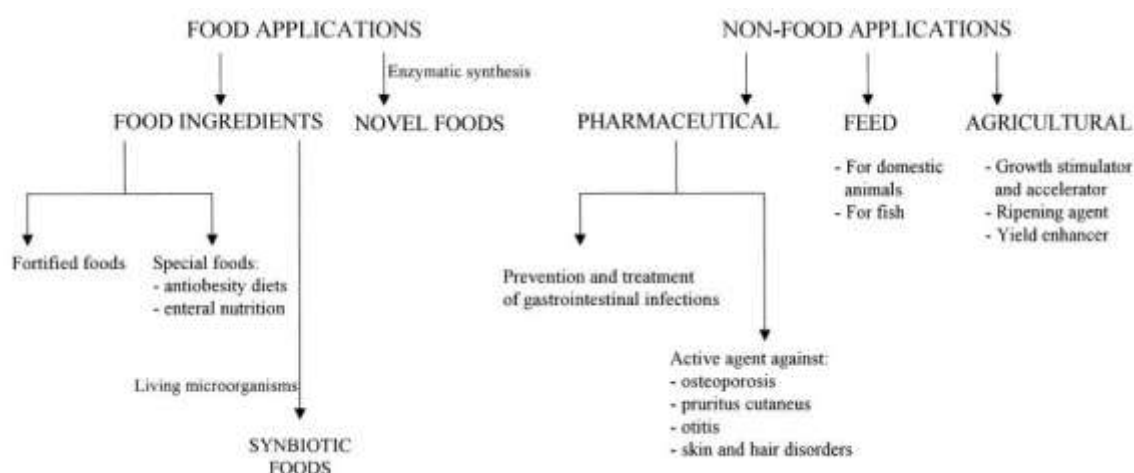 FOOD APPLICATIONS
NON-FOOD APPLICATIONS
Enzymatic synthesis
FOOD INGREDIENTS
NOVEL FOODS
PHARMACEUTICAL
FEED
AGRICULTURAL
- For domestic
animals
- For fish
- Growth stimulator
and accelerator
- Ripening agent
- Yield enhancer
Fortified foods
Special foods:
- antiobesity diets
- enteral nutrition
Prevention and treatment
of gastrointestinal infections
Active agent against:
- osteoporosis
- pruritus cutaneus
- otitis
- skin and hair disorders
Living microorganisms
SYNBIOTIC
FOODS